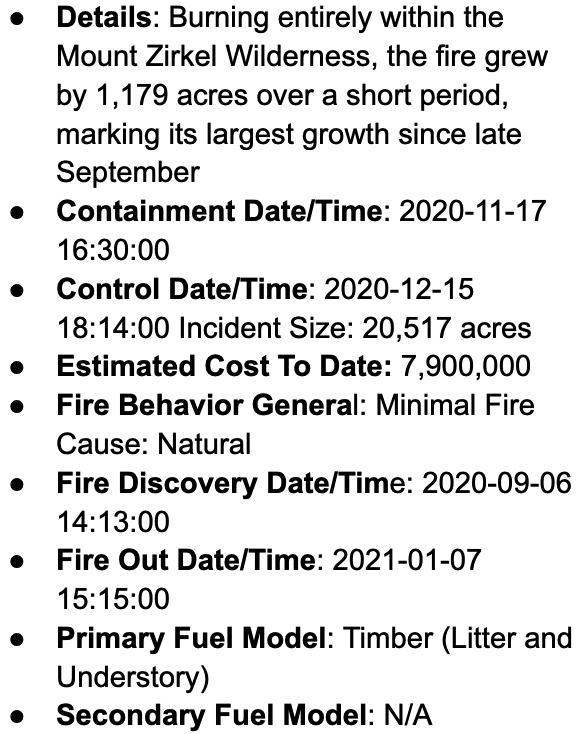 ● Details: Burning entirely within the
Mount Zirkel Wilderness, the fire grew
by 1,179 acres over a short period,
marking its largest growth since late
September
● Containment Date/Time: 2020-11-17
16:30:00
● Control Date/Time: 2020-12-15
18:14:00 Incident Size: 20,517 acres
● Estimated Cost To Date: 7,900,000
● Fire Behavior General: Minimal Fire
Cause: Natural
● Fire Discovery Date/Time: 2020-09-06
14:13:00
● Fire Out Date/Time: 2021-01-07
15:15:00
● Primary Fuel Model: Timber (Litter and
Understory)
● Secondary Fuel Model: N/A